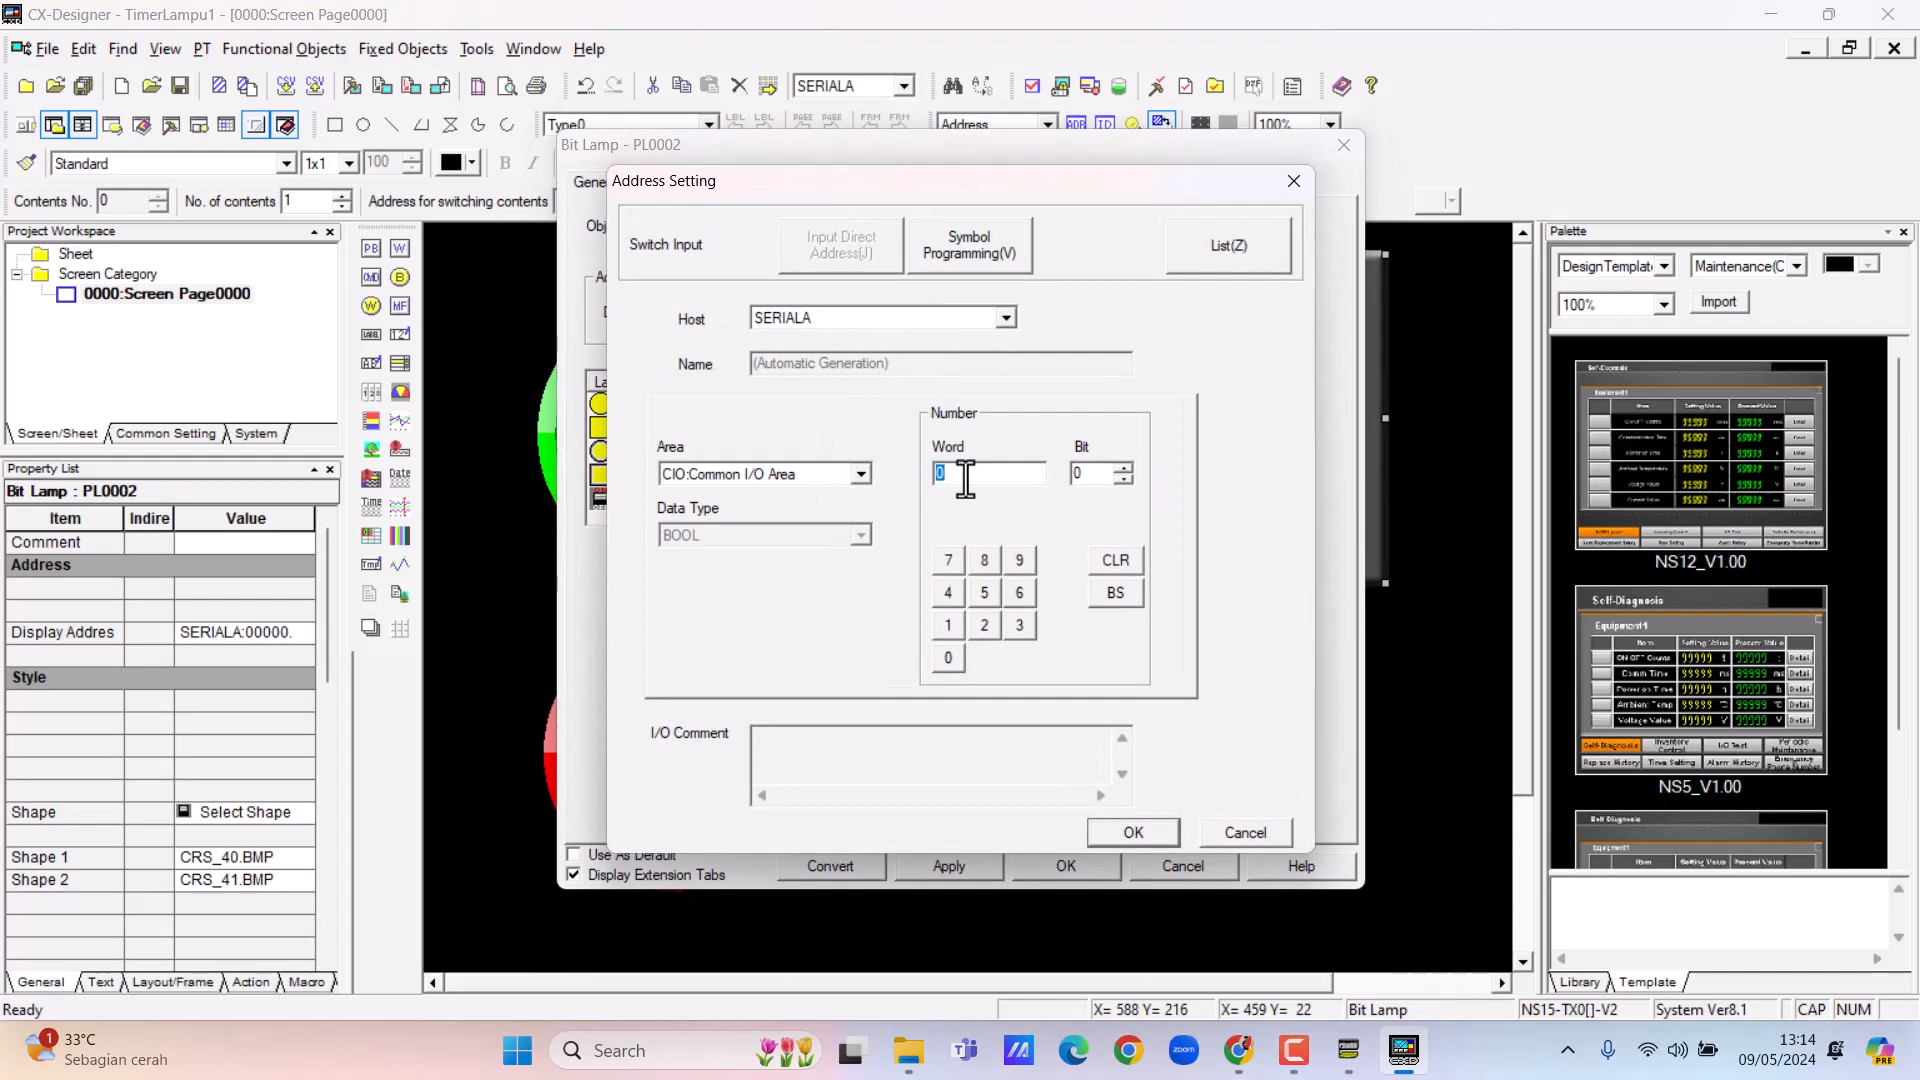 CX-Designer - TimerLampu1 - [0000:Screen Page0000]
File Edit Find View PT Functional Objects Fixed Objects Tools Window Help
SERIALA
Type0
Address
100%
Standard
1x1
100
B I
Contents No. 0
No. of contents 1
Address for switching contents
Project Workspace
Sheet
Screen Category
0000:Screen Page0000
Screen/Sheet
Common Setting
System
Property List
Bit Lamp : PL0002
Item Indire Value
Comment
Address
Display Addres SERIALA:00000.
Style
Shape Select Shape
Shape 1 CRS_40.BMP
Shape 2 CRS_41.BMP
General Text Layout/Frame Action Macro
Bit Lamp - PL0002
Gene
Obj
La
Address Setting
Switch Input
Input Direct
Address(J)
Symbol
Programming(V)
List(Z)
Host SERIALA
Name (Automatic Generation)
Number
Area
Word
Bit
CIO:Common I/O Area
0
0
Data Type
BOOL
7 8 9 CLR
4 5 6 BS
1 2 3
0
I/O Comment
OK Cancel
Use As Default
Display Extension Tabs
Convert Apply OK Cancel Help
Palette
DesignTemplat
Maintenance(C
100%
Import
NS12_V1.00
Self-Diagnosis
Equipment1
NS5_V1.00
Library Template
Ready
X= 588 Y= 216
X= 459 Y= 22
Bit Lamp
NS15-TX0[]-V2
System Ver8.1
CAP NUM
1
33°C
Sebagian cerah
Search
zoom
13:14
09/05/2024
PRE